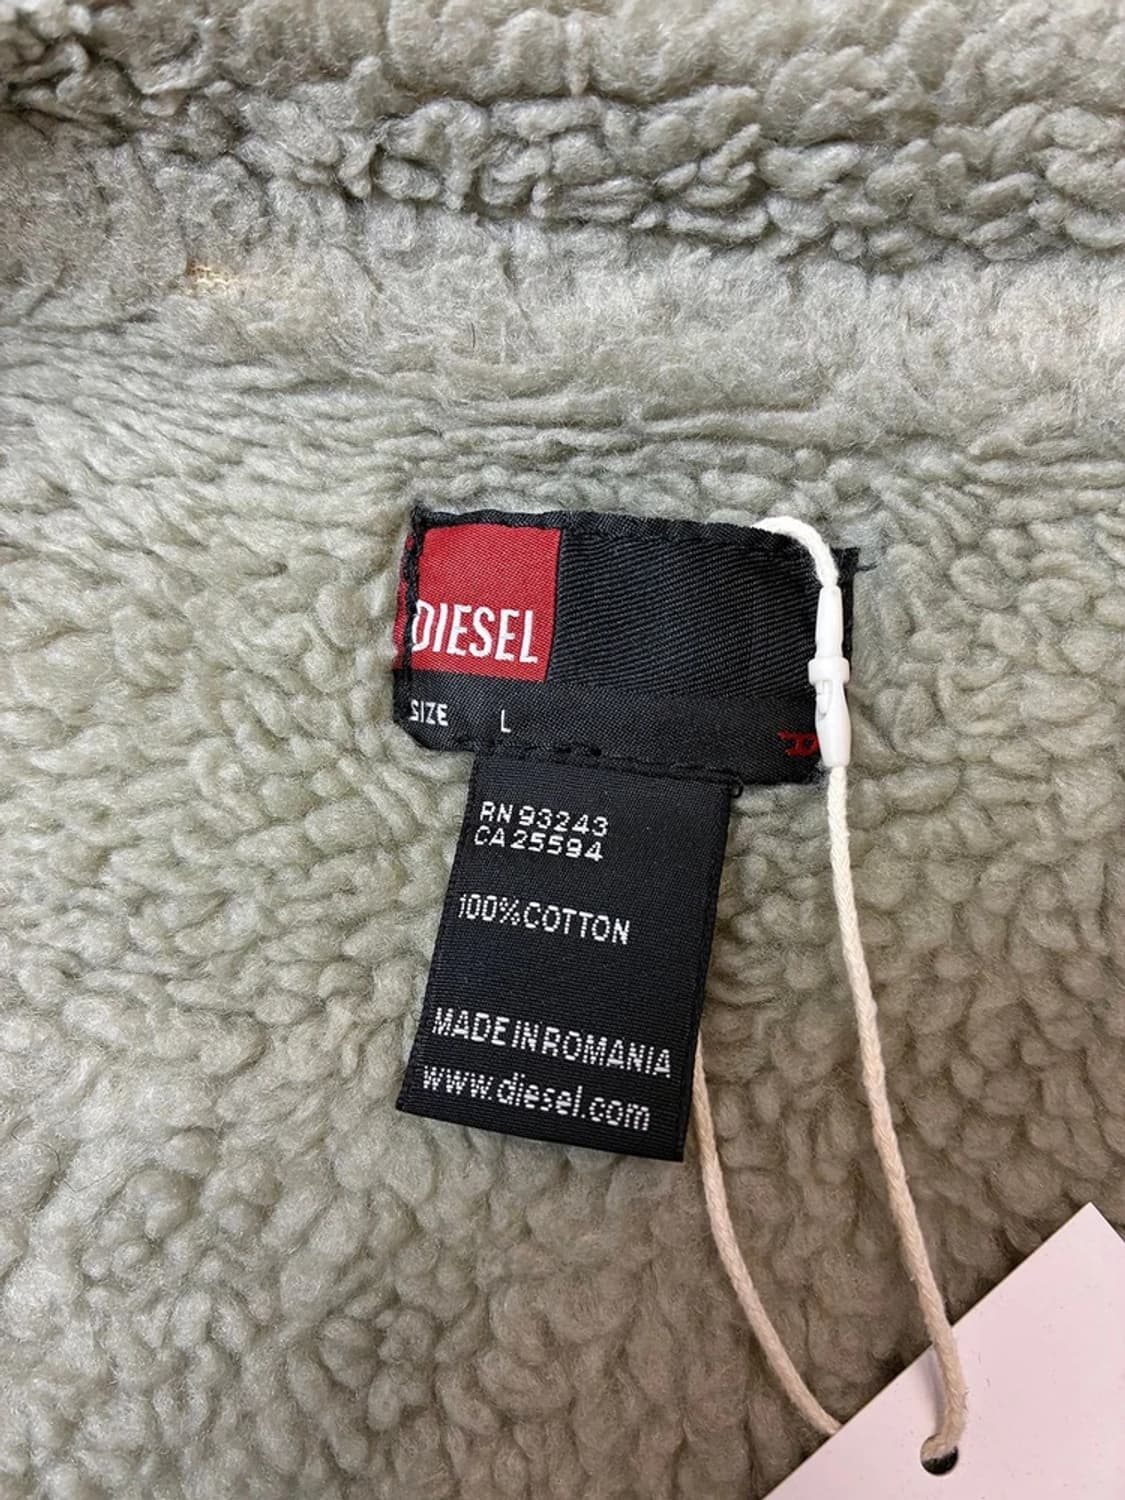 DIESEL
SIZE L
RN 93243
CA 25594
100% COTTON
MADE IN ROMANIA
www.diesel.com